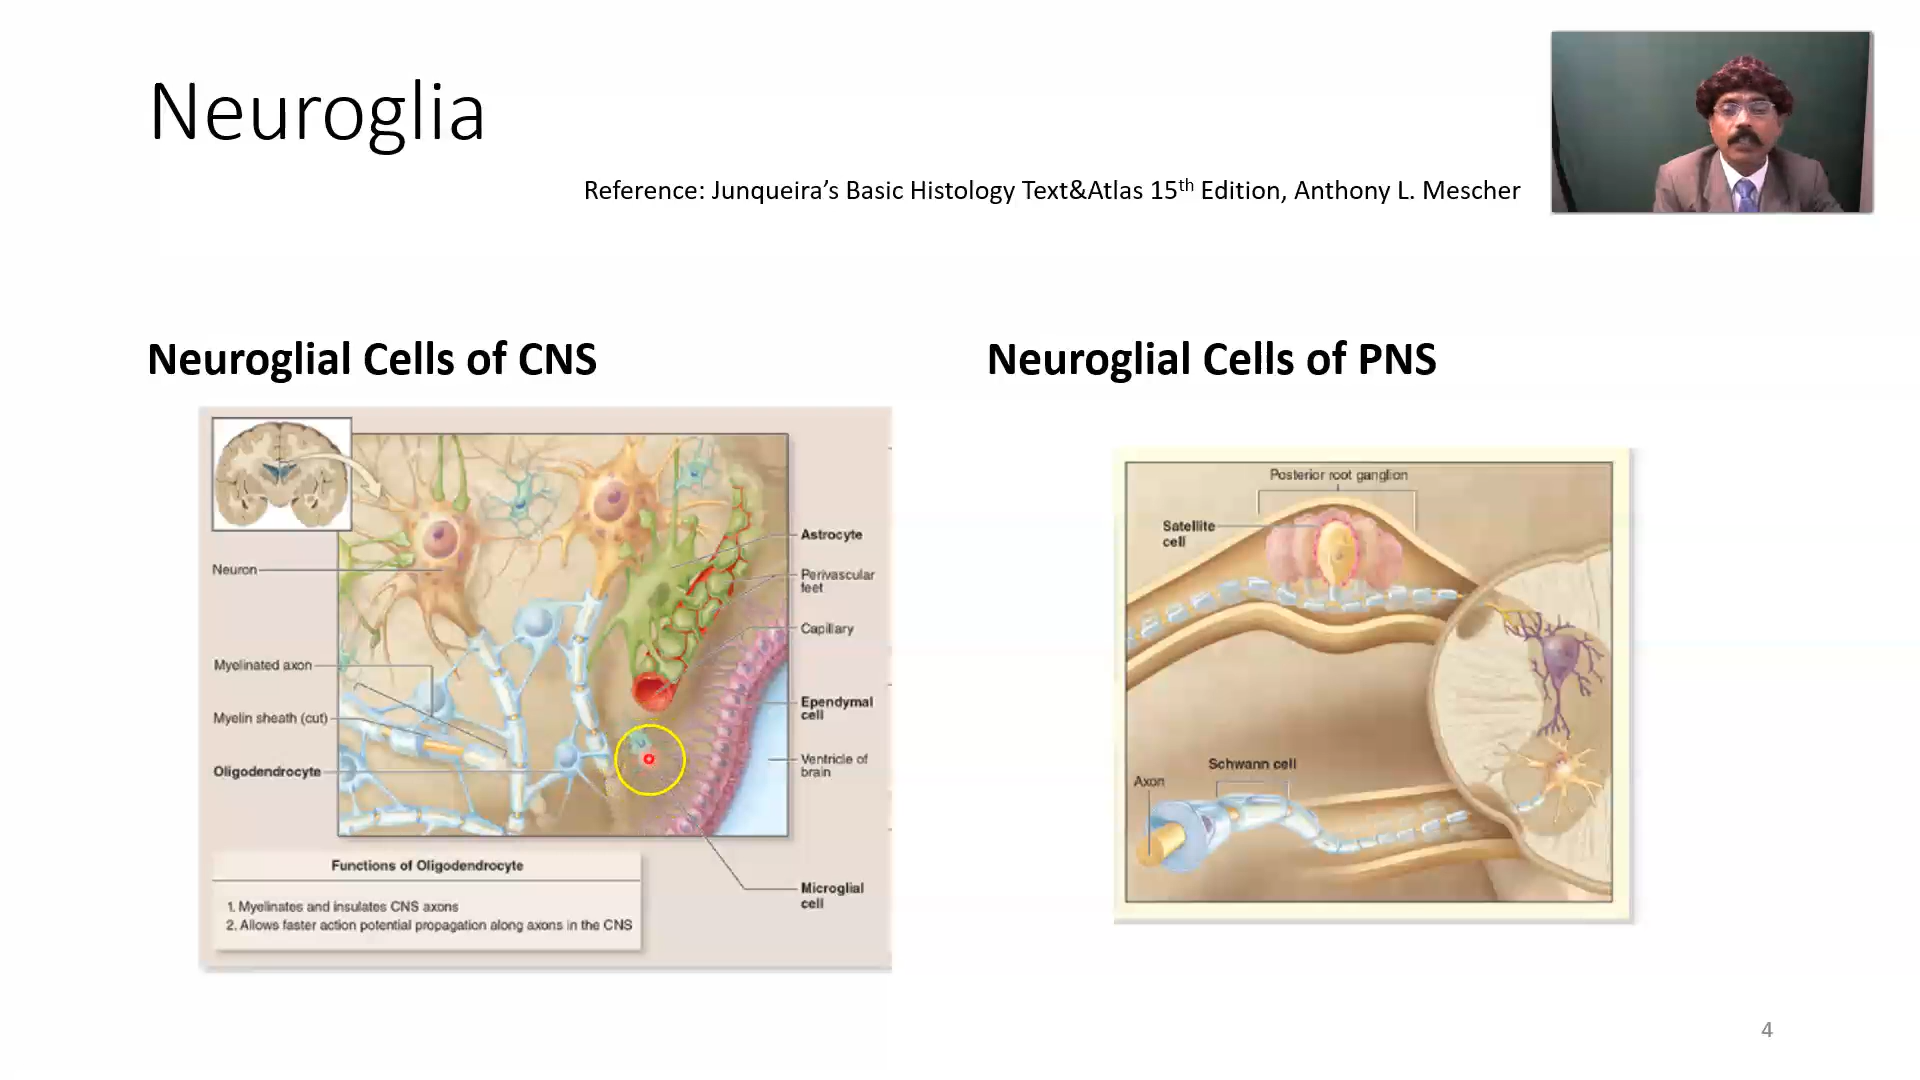 Neuroglia
Reference: Junqueira’s Basic Histology Text&Atlas 15th Edition, Anthony L. Mescher
Neuroglial Cells of CNS
Neuron
Myelinated axon
Myelin sheath (cut)
Oligodendrocyte
Astrocyte
Perivascular
feet
Capillary
Ependymal
cell
Ventricle of
brain
Microglial
cell
Functions of Oligodendrocyte
1. Myelinates and insulates CNS axons
2. Allows faster action potential propagation along axons in the CNS
Neuroglial Cells of PNS
Posterior root ganglion
Satellite
cell
Schwann cell
Axon
4